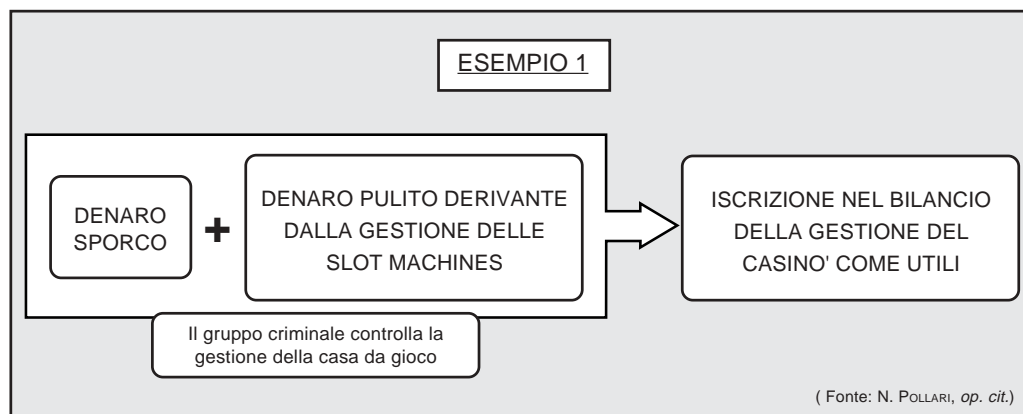 ESEMPIO 1
DENARO
SPORCO
+
DENARO PULITO DERIVANTE
DALLA GESTIONE DELLE
SLOT MACHINES
ISCRIZIONE NEL BILANCIO
DELLA GESTIONE DEL
CASINO' COME UTILI
Il gruppo criminale controlla la
gestione della casa da gioco
( Fonte: N. POLLARI, op. cit.)